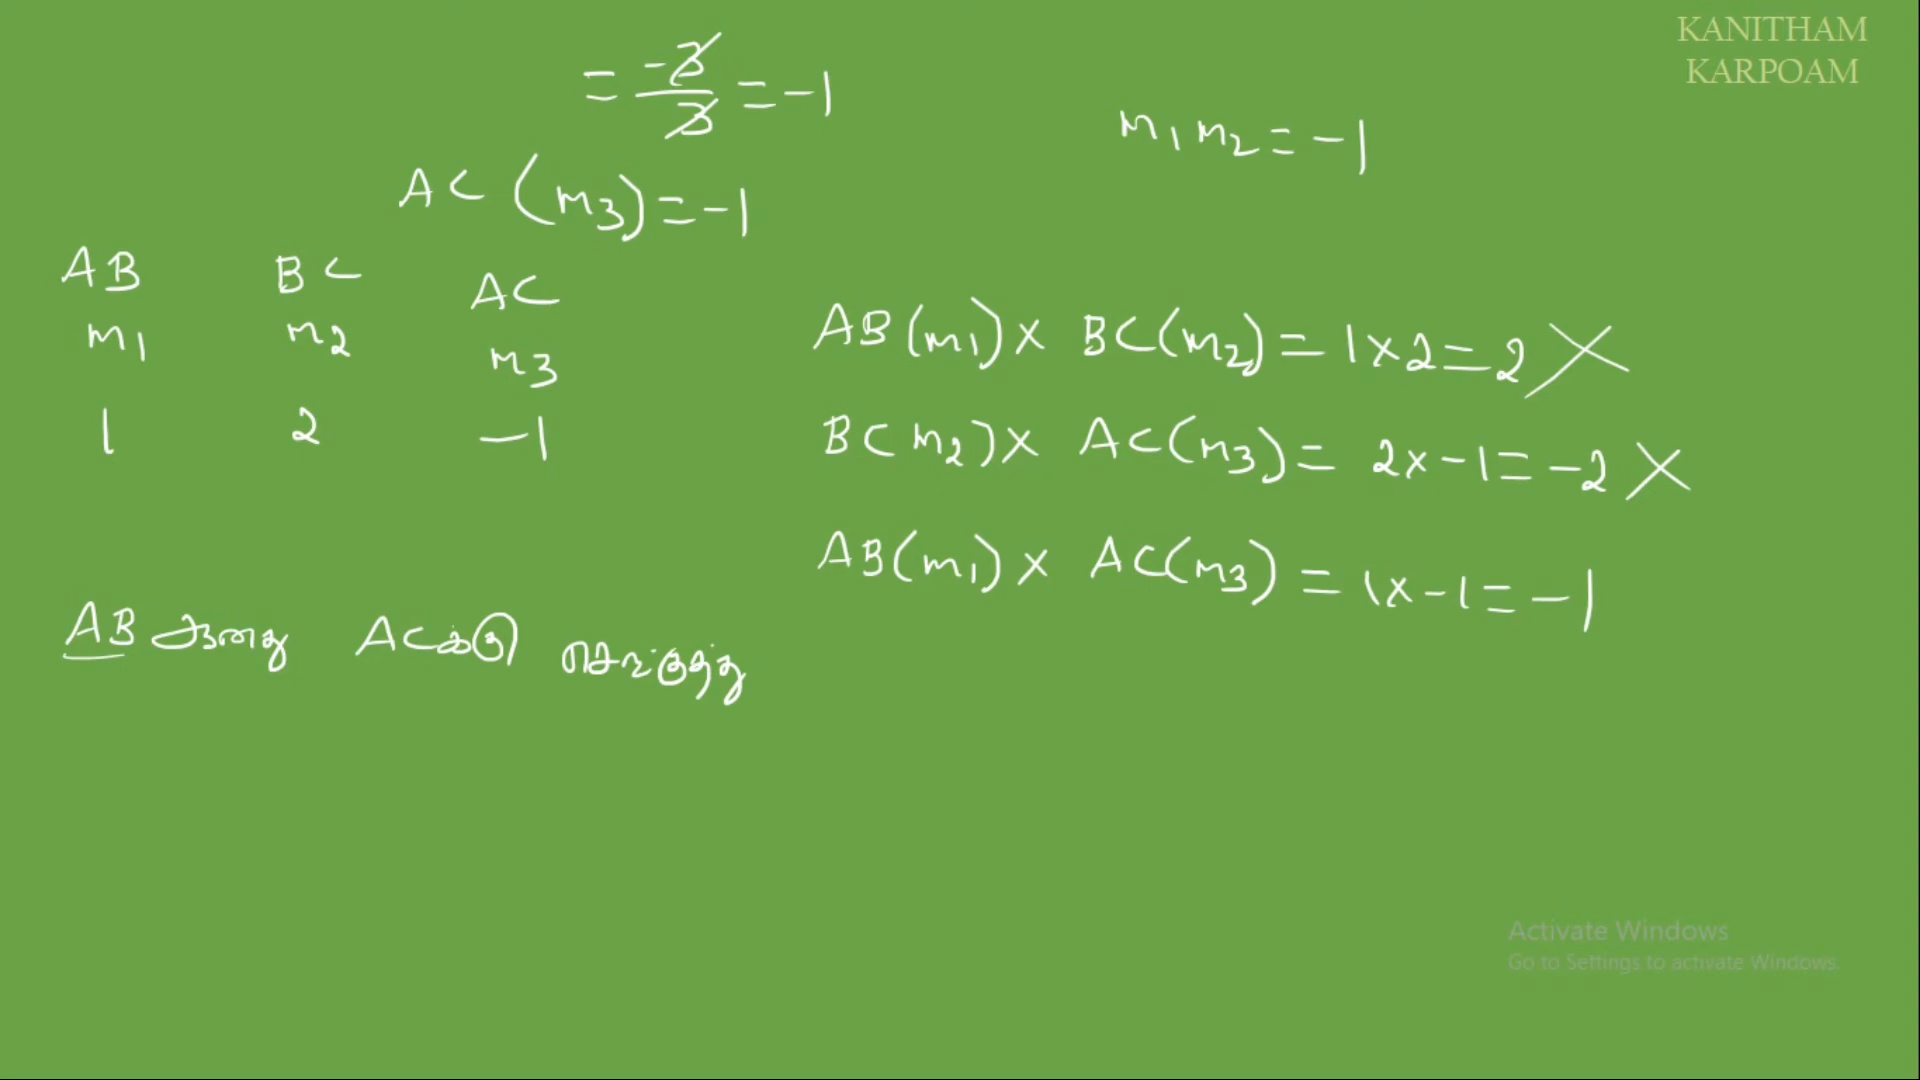 KANITHAM
KARPOAM
= -3/3 = -1
m1 m2 = -1
AC (m3) = -1
AB BC AC
m1 m2 m3
1 2 -1
AB(m1) x BC(m2) = 1x2 = 2 X
BC m2) x AC(m3) = 2x-1 = -2 X
AB(m1) x AC(m3) = 1x-1 = -1
AB ஆனது ACக்கு செங்குத்து
Activate Windows
Go to Settings to activate Windows.